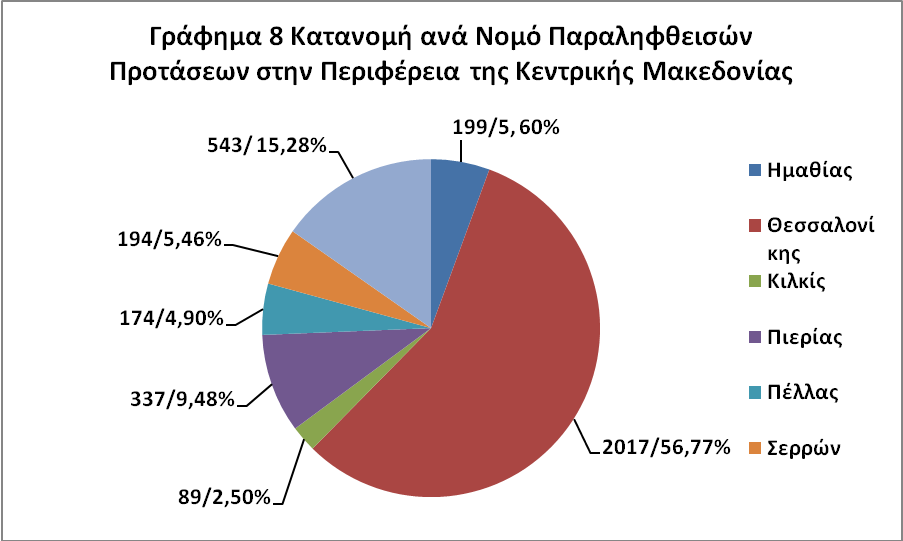 Γράφημα 8 Κατανομή ανά Νομό Παραληφθεισών
Προτάσεων στην Περιφέρεια της Κεντρικής Μακεδονίας
543/ 15,28%
199/5, 60%
194/5,46%
174/4,90%
337/9,48%
89/2,50%
2017/56,77%
Ημαθίας
Θεσσαλονί
κης
Κιλκίς
Πιερίας
Πέλλας
Σερρών